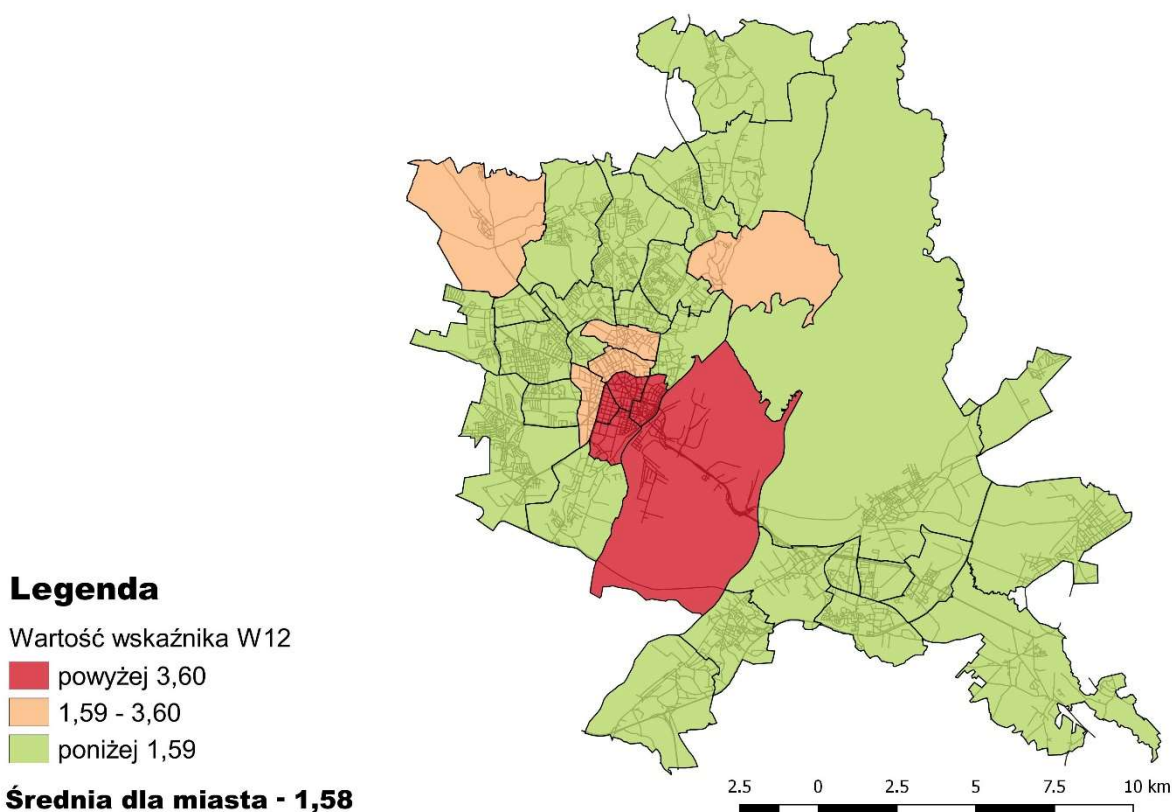 Legenda
Wartość wskaźnika W12
powyżej 3,60
1,59 - 3,60
poniżej 1,59
Średnia dla miasta - 1,58
2.5 0 2.5 5 7.5 10 km